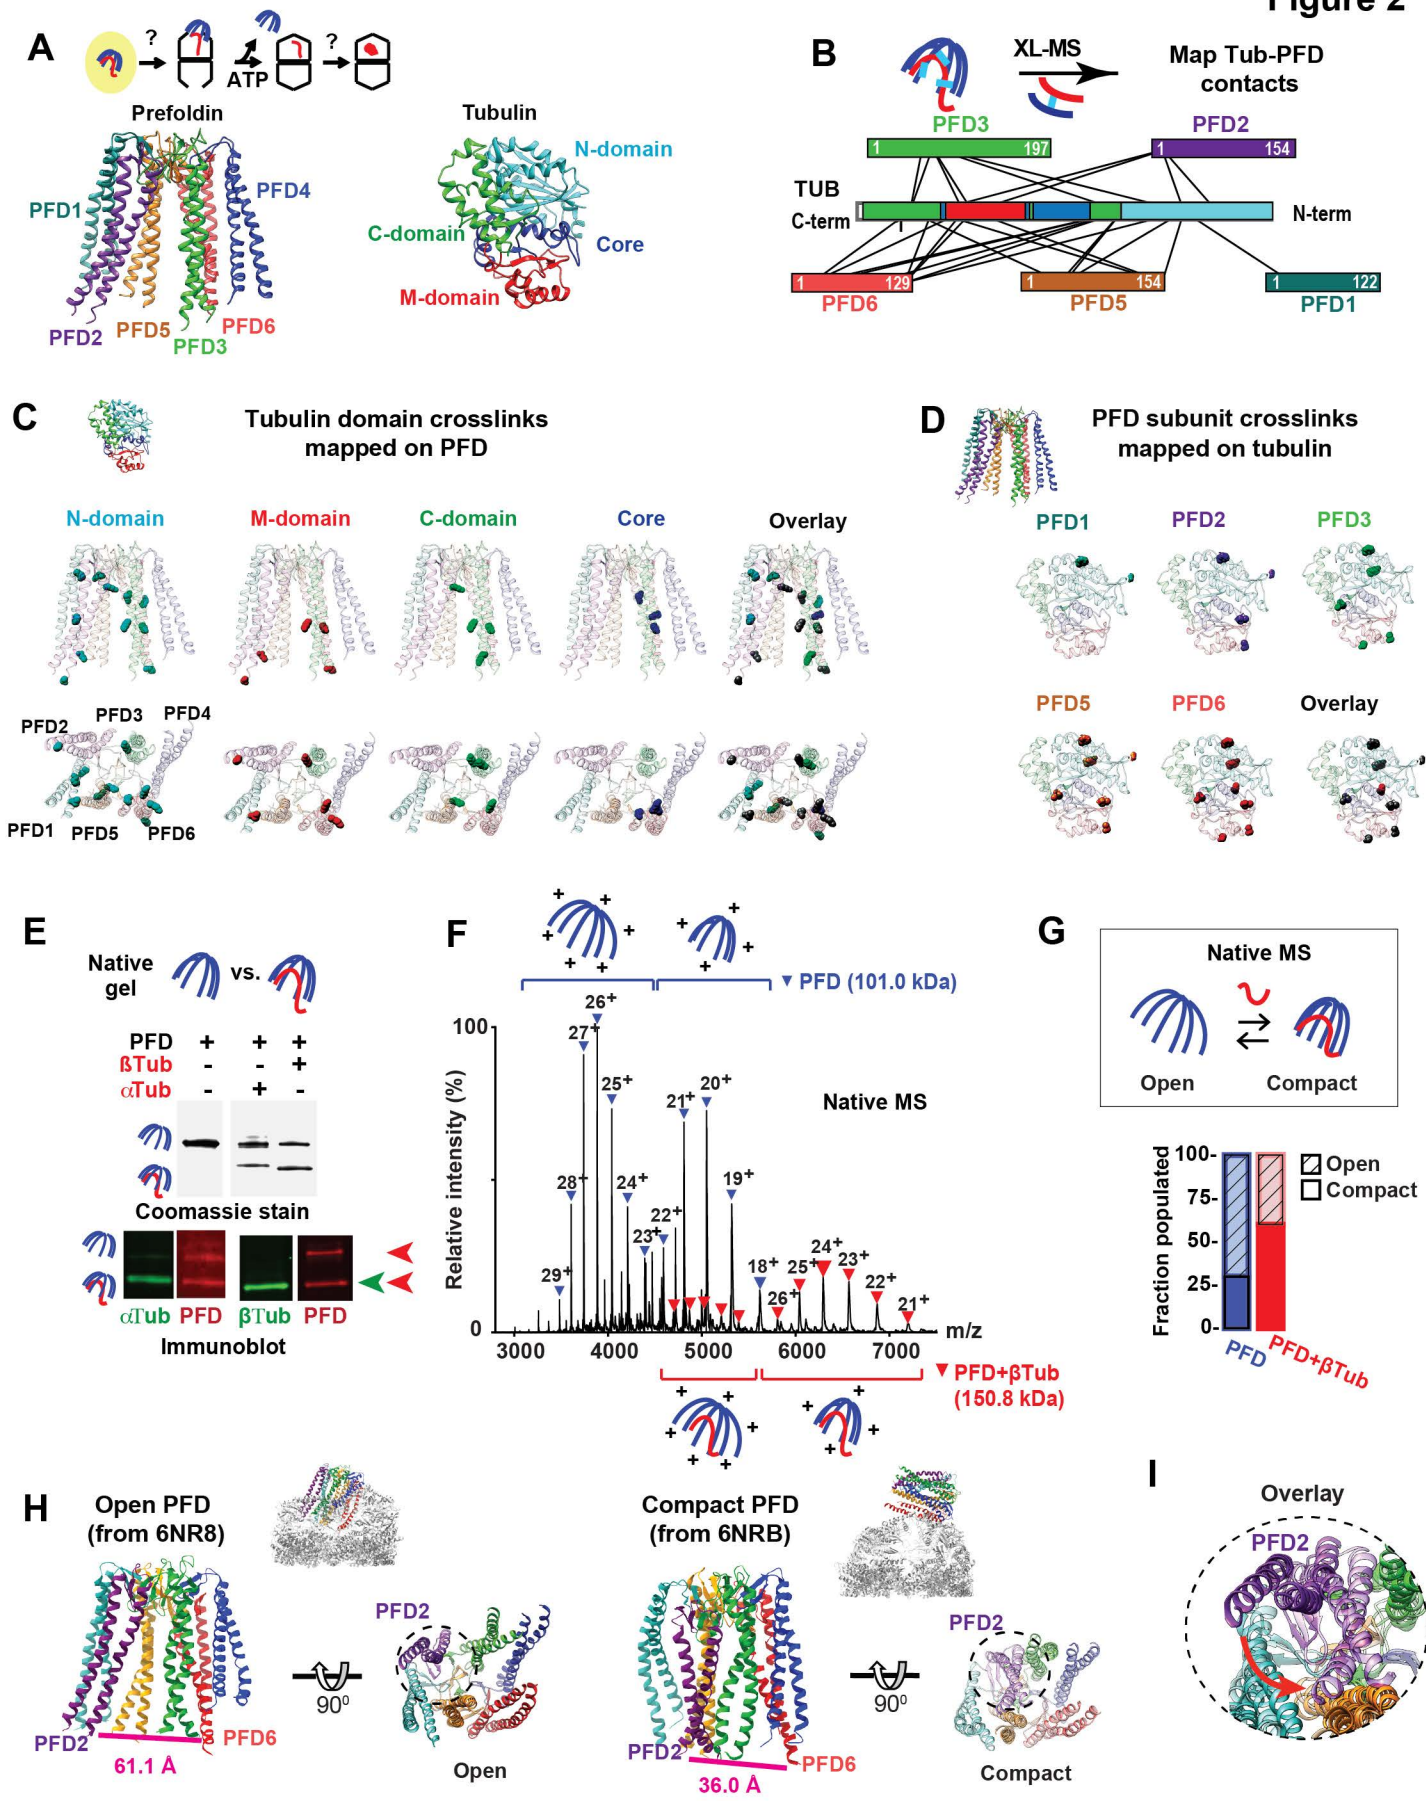 Figure 2
A
?
ATP
?
Prefoldin
PFD1
PFD4
PFD2
PFD5
PFD3
PFD6
Tubulin
N-domain
C-domain
Core
M-domain
B
XL-MS
Map Tub-PFD
contacts
PFD3
PFD2
1 197
1 154
TUB
C-term
N-term
1 129
1 154
1 122
PFD6
PFD5
PFD1
C
Tubulin domain crosslinks
mapped on PFD
N-domain
M-domain
C-domain
Core
Overlay
PFD2
PFD3
PFD4
PFD1
PFD5
PFD6
D
PFD subunit crosslinks
mapped on tubulin
PFD1
PFD2
PFD3
PFD5
PFD6
Overlay
E
Native
gel
vs.
PFD + + +
ßTub - - +
αTub - + -
Coomassie stain
αTub PFD βTub PFD
Immunoblot
F
+ + + + + +
+ + + +
PFD (101.0 kDa)
Relative intensity (%)
100
0
Native MS
29+
28+
27+
26+
25+
24+
23+
22+
21+
20+
19+
18+
26+
25+
24+
23+
22+
21+
3000 4000 5000 6000 7000
m/z
PFD+βTub
(150.8 kDa)
+ + + + + +
+ + + +
G
Native MS
Open
Compact
Fraction populated
100-
75-
50-
25-
0-
Open
Compact
PFD
PFD+βTub
H
Open PFD
(from 6NR8)
PFD2
PFD6
61.1 Å
90⁰
PFD2
Open
Compact PFD
(from 6NRB)
PFD2
PFD6
36.0 Å
90⁰
PFD2
Compact
I
Overlay
PFD2